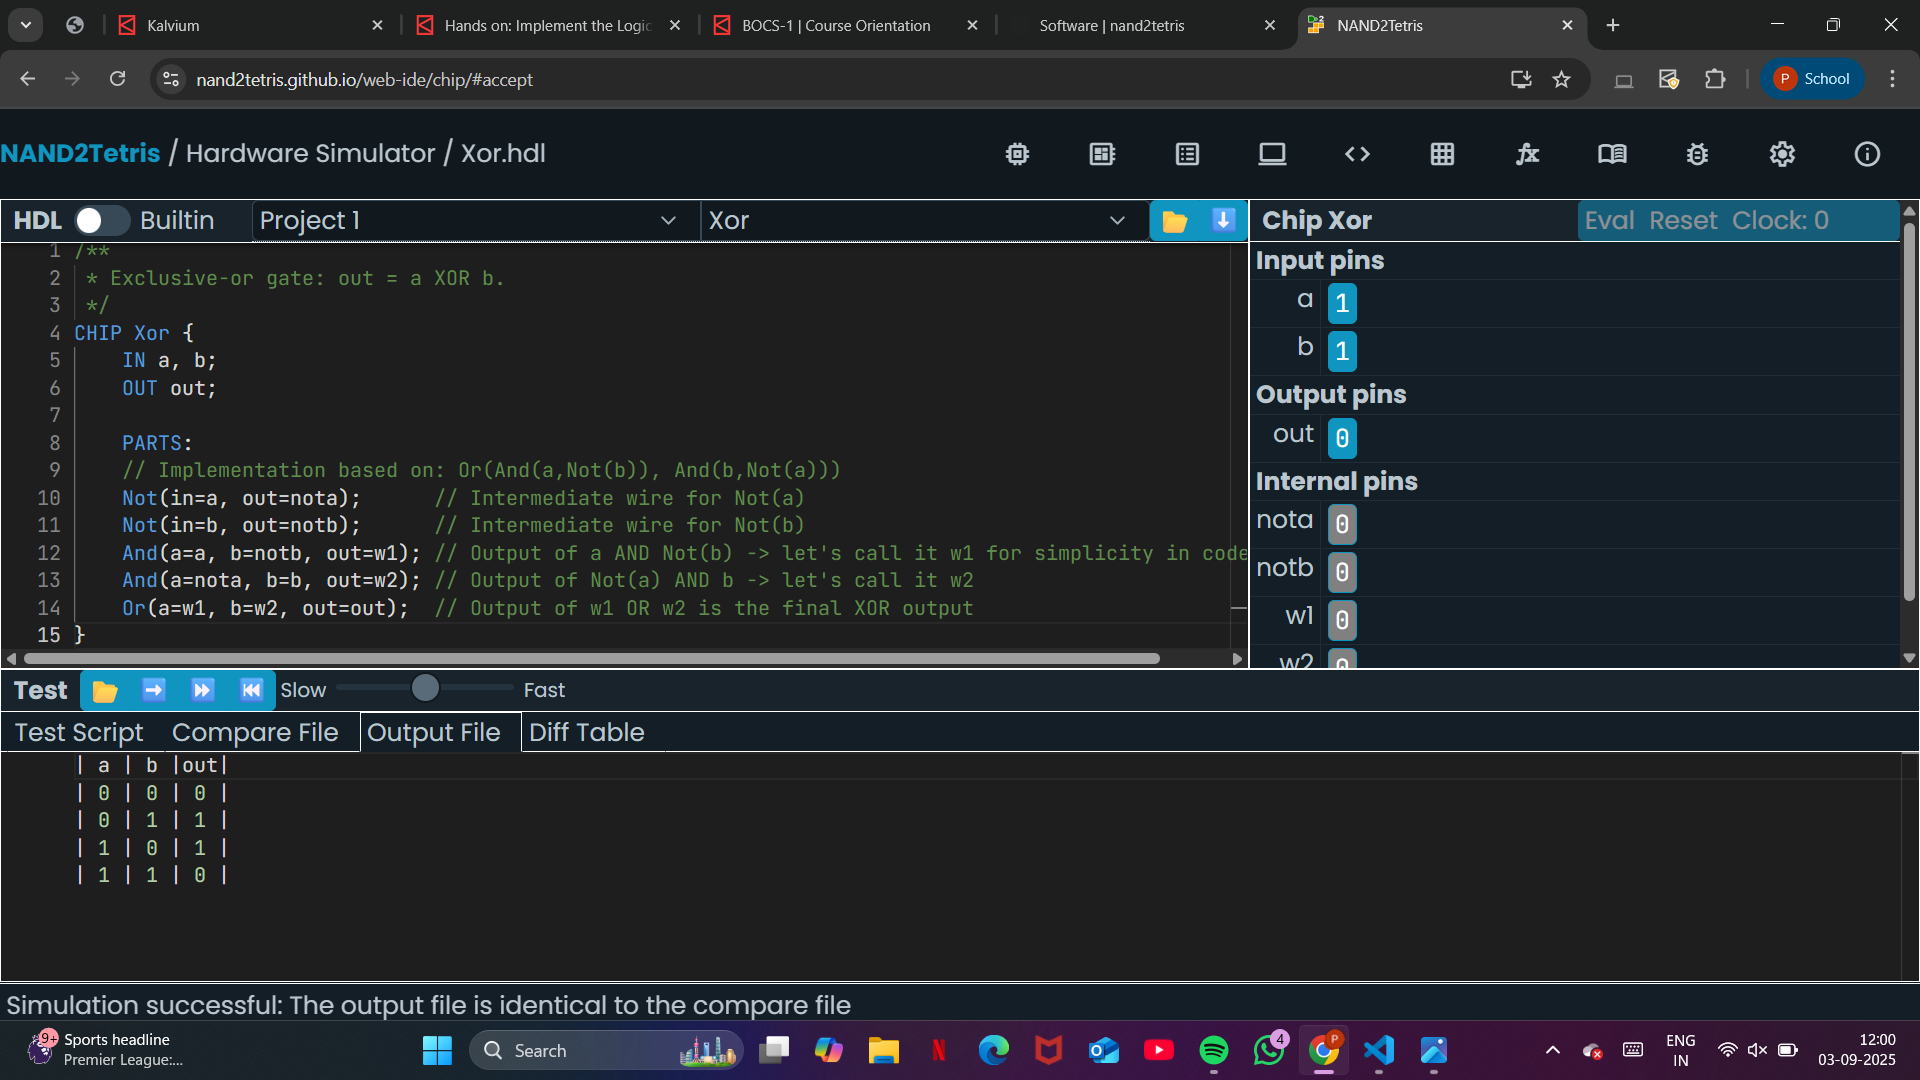 Kalvium
Hands on: Implement the Logic
BOCS-1 | Course Orientation
Software | nand2tetris
NAND2Tetris
nand2tetris.github.io/web-ide/chip/#accept
P School
NAND2Tetris / Hardware Simulator / Xor.hdl
HDL Builtin Project 1 Xor
Chip Xor Eval Reset Clock: 0
1 /**
2 * Exclusive-or gate: out = a XOR b.
3 */
4 CHIP Xor {
5 IN a, b;
6 OUT out;
7
8 PARTS:
9 // Implementation based on: Or(And(a,Not(b)), And(b,Not(a)))
10 Not(in=a, out=nota); // Intermediate wire for Not(a)
11 Not(in=b, out=notb); // Intermediate wire for Not(b)
12 And(a=a, b=notb, out=w1); // Output of a AND Not(b) -> let's call it w1 for simplicity in code
13 And(a=nota, b=b, out=w2); // Output of Not(a) AND b -> let's call it w2
14 Or(a=w1, b=w2, out=out); // Output of w1 OR w2 is the final XOR output
15 }
Input pins
a 1
b 1
Output pins
out 0
Internal pins
nota 0
notb 0
w1 0
w2 0
Test Slow Fast
Test Script Compare File Output File Diff Table
| a | b |out|
| 0 | 0 | 0 |
| 0 | 1 | 1 |
| 1 | 0 | 1 |
| 1 | 1 | 0 |
Simulation successful: The output file is identical to the compare file
9+
Sports headline
Premier League:...
Search
4
P
ENG
IN
12:00
03-09-2025